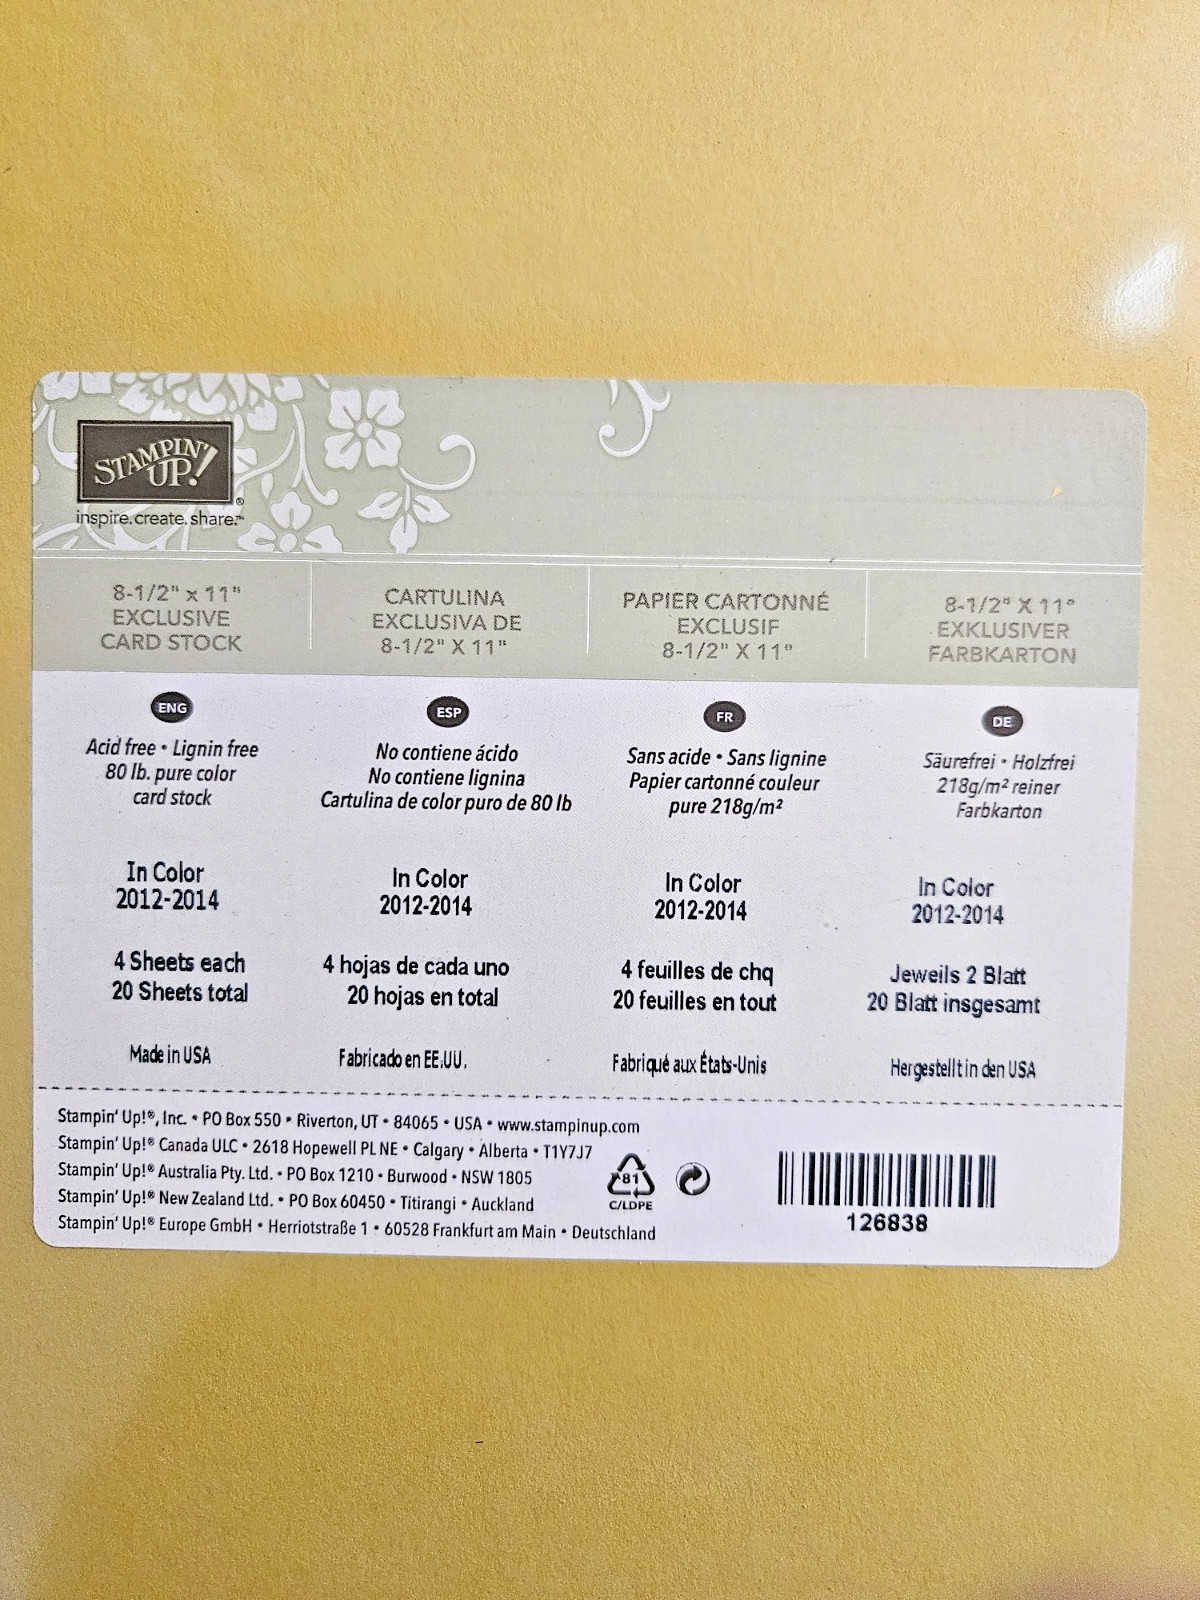 STAMPIN' UP!®
inspire.create.share.™
8-1/2" x 11"
EXCLUSIVE
CARD STOCK
CARTULINA
EXCLUSIVA DE
8-1/2" X 11"
PAPIER CARTONNÉ
EXCLUSIF
8-1/2" X 11"
8-1/2" X 11"
EXKLUSIVER
FARBKARTON
ENG
Acid free • Lignin free
80 lb. pure color
card stock
In Color
2012-2014
4 Sheets each
20 Sheets total
Made in USA
ESP
No contiene ácido
No contiene lignina
Cartulina de color puro de 80 lb
In Color
2012-2014
4 hojas de cada uno
20 hojas en total
Fabricado en EE.UU.
FR
Sans acide • Sans lignine
Papier cartonné couleur
pure 218g/m²
In Color
2012-2014
4 feuilles de chq
20 feuilles en tout
Fabriqué aux États-Unis
DE
Säurefrei • Holzfrei
218g/m² reiner
Farbkarton
In Color
2012-2014
Jeweils 2 Blatt
20 Blatt insgesamt
Hergestellt in den USA
Stampin' Up!®, Inc. • PO Box 550 • Riverton, UT • 84065 • USA • www.stampinup.com
Stampin' Up!® Canada ULC • 2618 Hopewell PL NE • Calgary • Alberta • T1Y7J7
Stampin' Up!® Australia Pty. Ltd. • PO Box 1210 • Burwood • NSW 1805
Stampin' Up!® New Zealand Ltd. • PO Box 60450 • Titirangi • Auckland
Stampin' Up!® Europe GmbH • Herriotstraße 1 • 60528 Frankfurt am Main • Deutschland
81
C/LDPE
126838